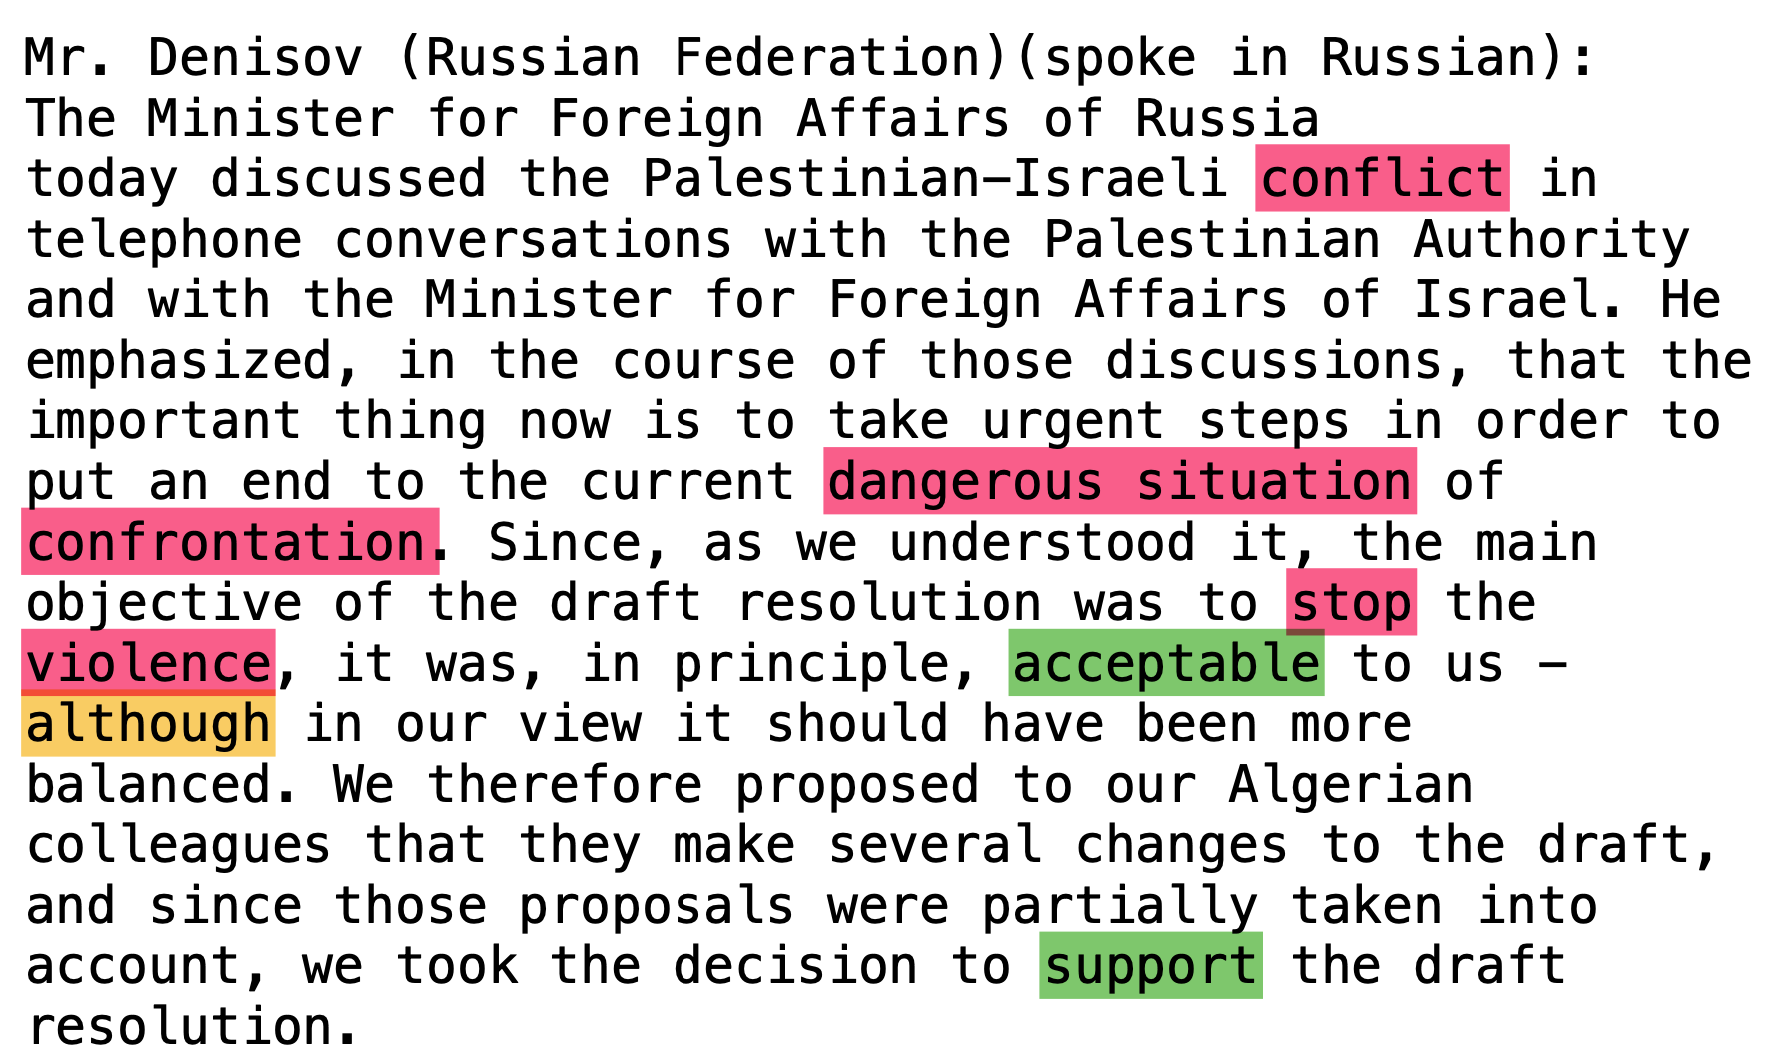 Mr. Denisov (Russian Federation)(spoke in Russian):
The Minister for Foreign Affairs of Russia
today discussed the Palestinian–Israeli conflict in
telephone conversations with the Palestinian Authority
and with the Minister for Foreign Affairs of Israel. He
emphasized, in the course of those discussions, that the
important thing now is to take urgent steps in order to
put an end to the current dangerous situation of
confrontation. Since, as we understood it, the main
objective of the draft resolution was to stop the
violence, it was, in principle, acceptable to us –
although in our view it should have been more
balanced. We therefore proposed to our Algerian
colleagues that they make several changes to the draft,
and since those proposals were partially taken into
account, we took the decision to support the draft
resolution.